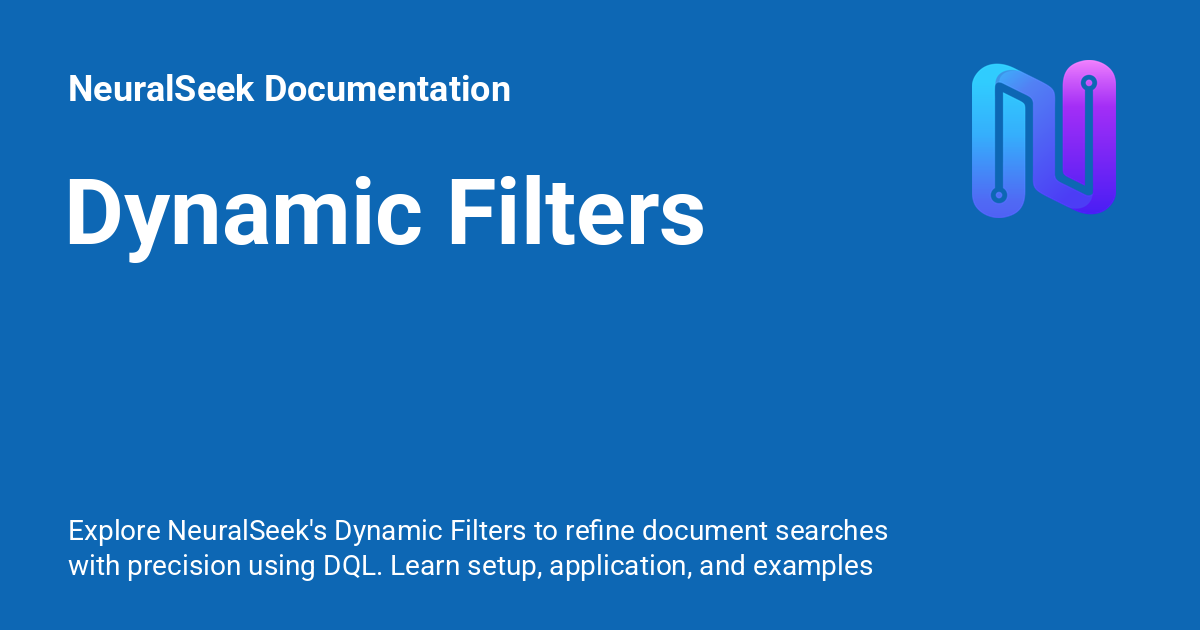 NeuralSeek Documentation
Dynamic Filters
Explore NeuralSeek's Dynamic Filters to refine document searches
with precision using DQL. Learn setup, application, and examples